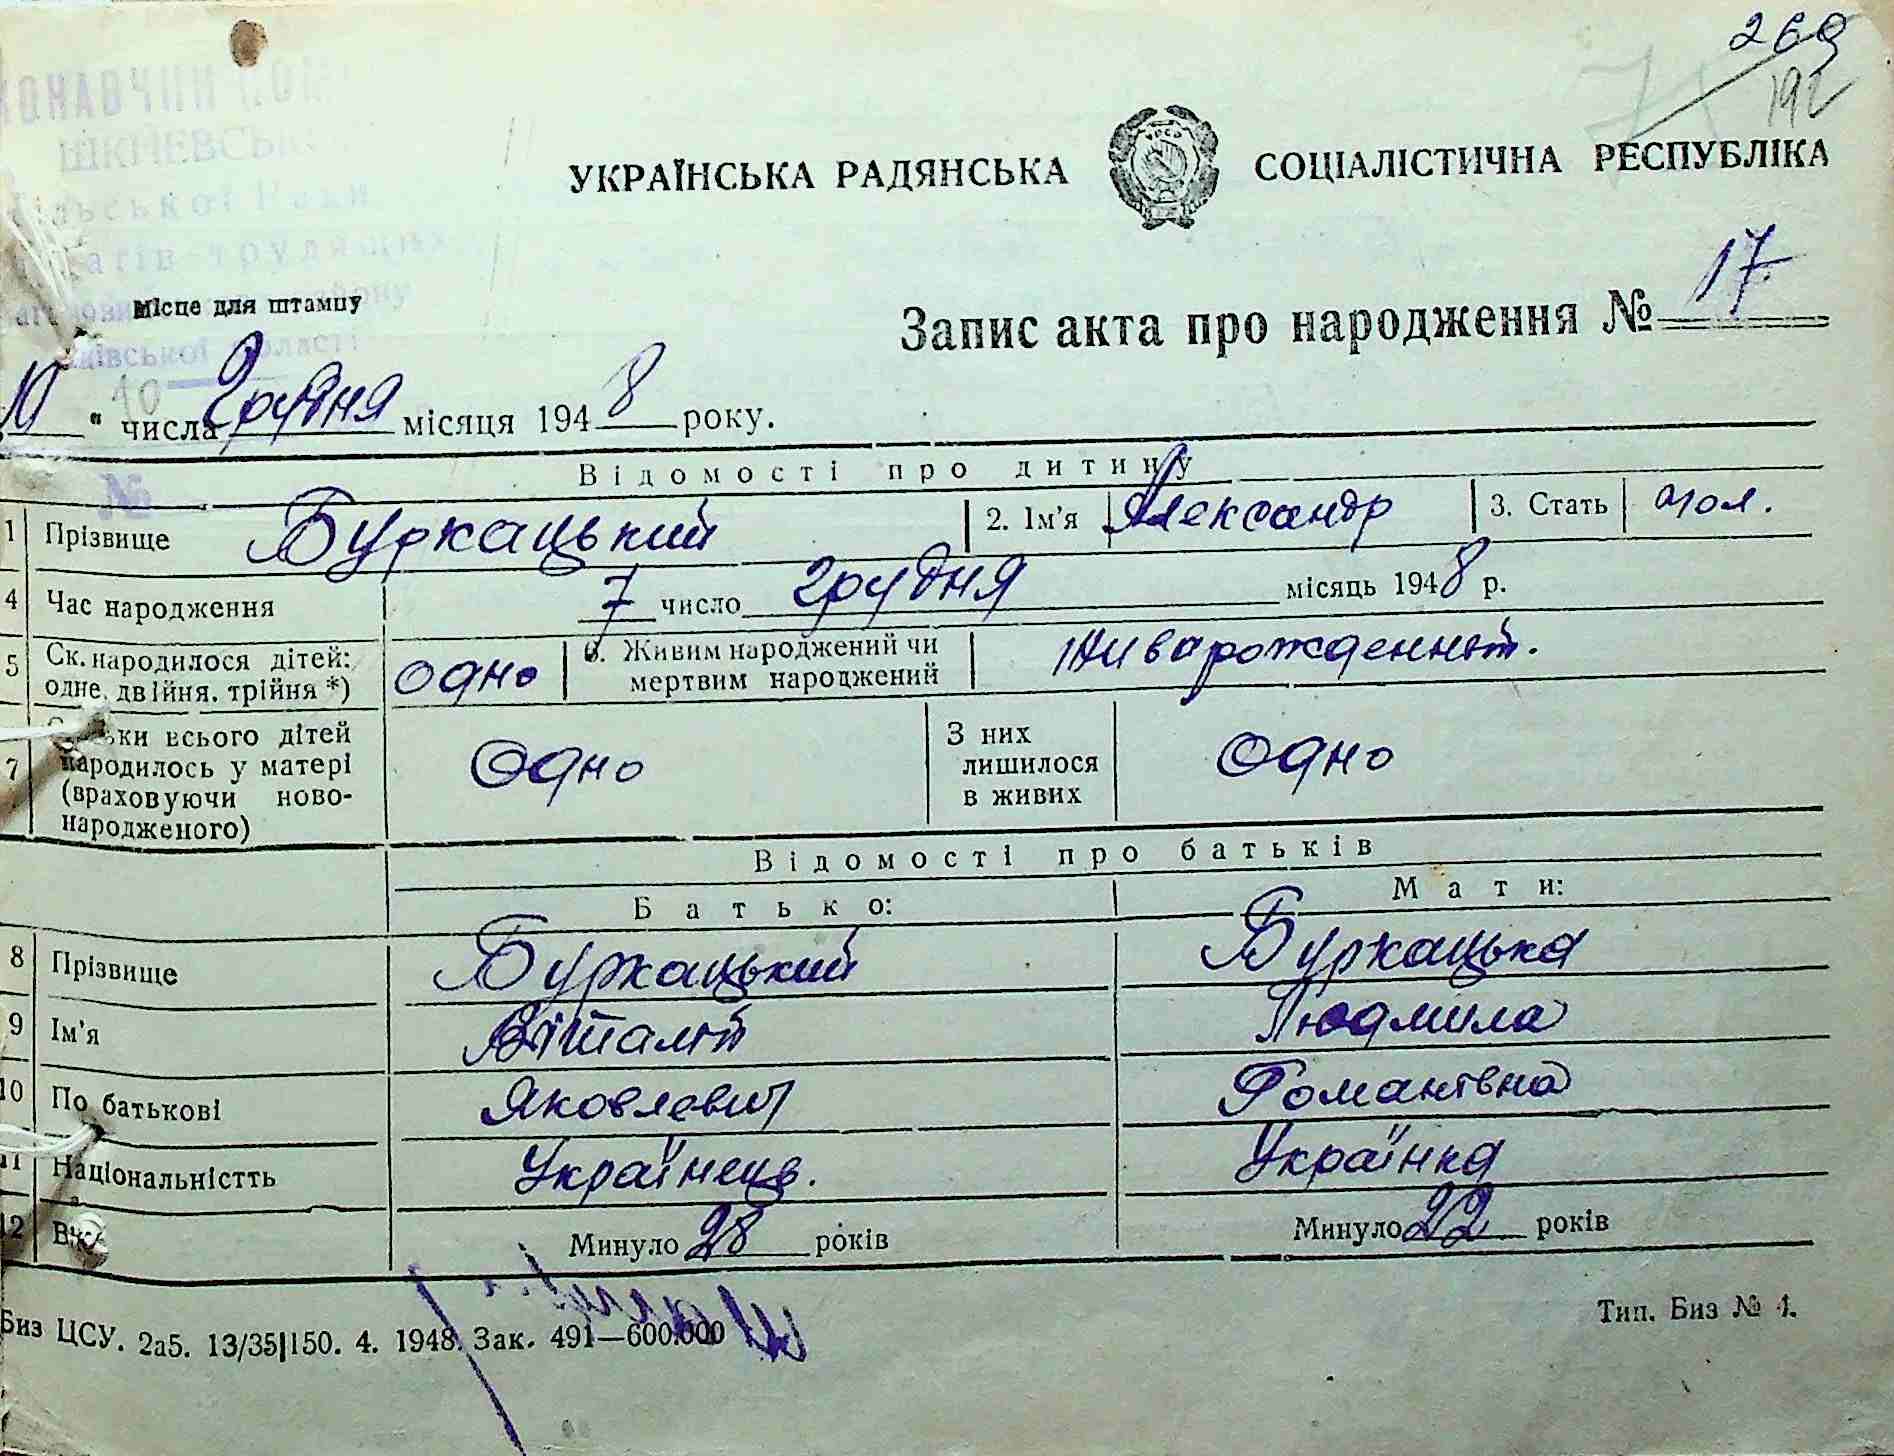 269
192
УКРАЇНСЬКА РАДЯНСЬКА СОЦІАЛІСТИЧНА РЕСПУБЛІКА
Місце для штампу
Запис акта про народження № 17
10 " числа Грудня місяця 1948 року.
Відомості про дитину
1 Прізвище Буркацький 2. Ім'я Александр 3. Стать чол.
4 Час народження 7 число грудня місяць 1948 р.
5 Ск. народилося дітей: одне, двійня, трійня *) одно 6. Живим народжений чи мертвим народжений
7 всього дітей народилось у матері (враховуючи новонародженого) Одно З них лишилося в живих Одно
Відомості про батьків
Батько: Мати:
8 Прізвище Буркацький Буркацька
9 Ім'я Віталій Людмила
10 По батькові Яковлевич Романівна
11 Національністть Українець. Українка
12 Вік Минуло 28 років Минуло 22 років
Биз ЦСУ. 2а5. 13/35|150. 4. 1948. Зак. 491—600.000 Тип. Биз № 1.